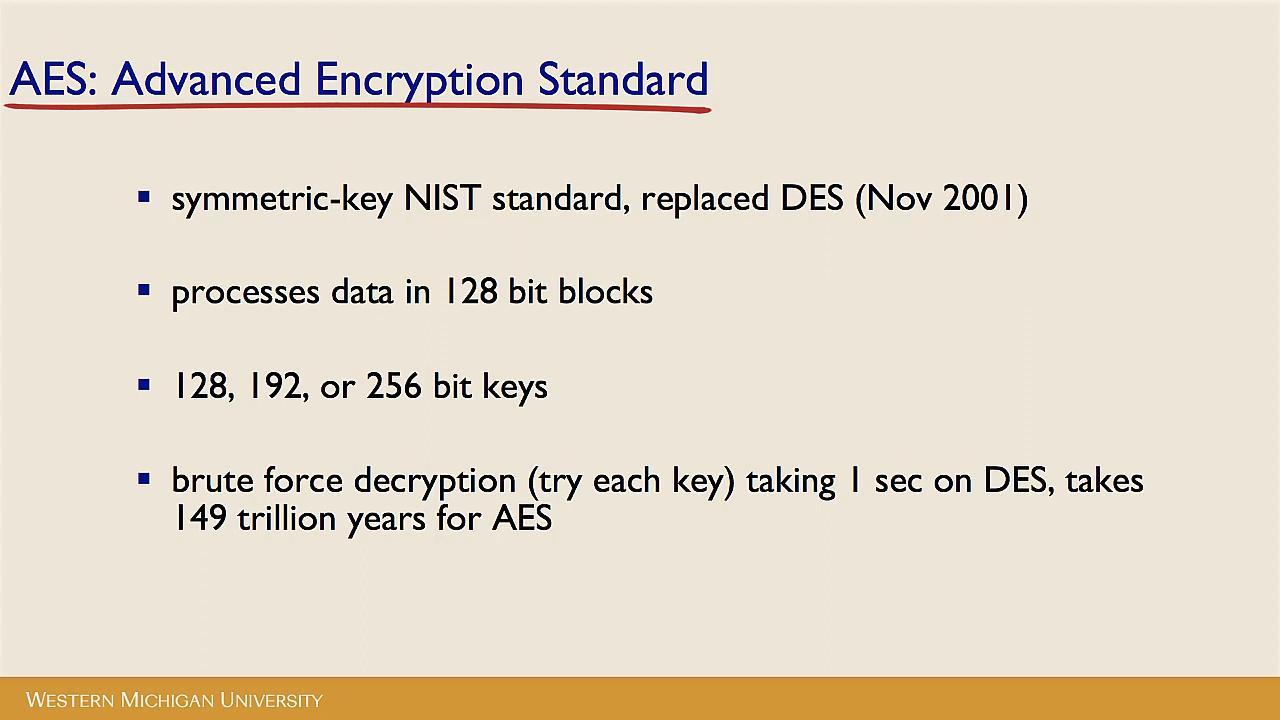 AES: Advanced Encryption Standard
▪ symmetric-key NIST standard, replaced DES (Nov 2001)
▪ processes data in 128 bit blocks
▪ 128, 192, or 256 bit keys
▪ brute force decryption (try each key) taking 1 sec on DES, takes
149 trillion years for AES
WESTERN MICHIGAN UNIVERSITY